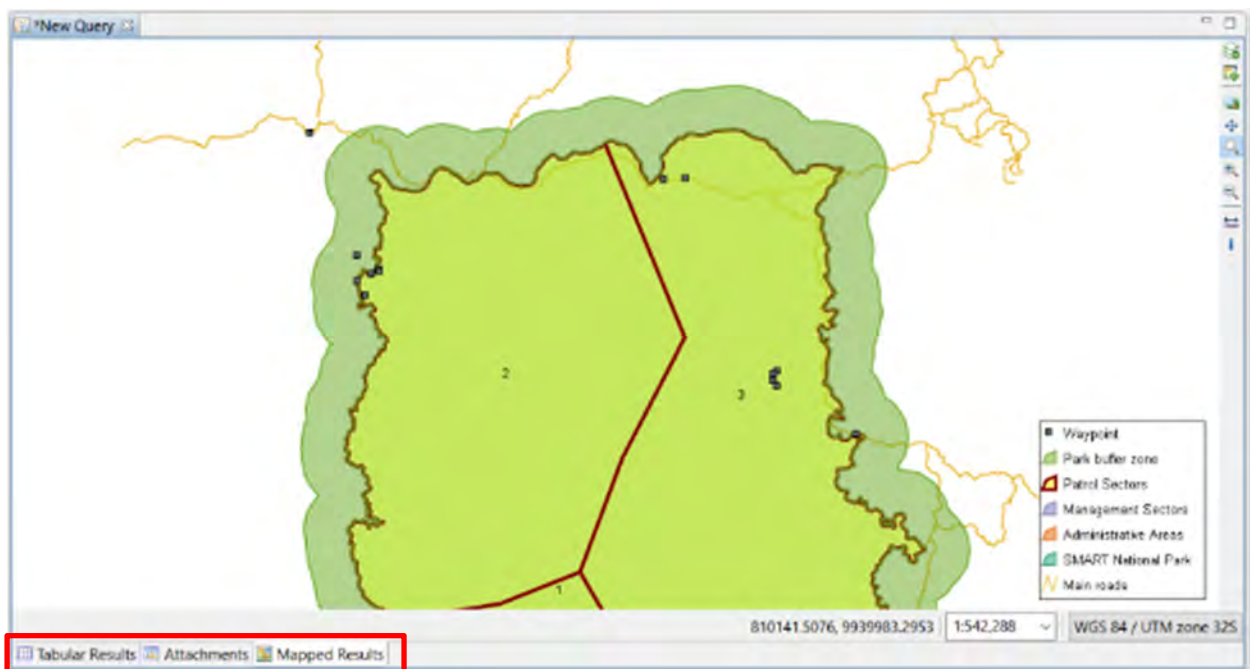 *New Query
2
3
1
Waypoint
Park buffer zone
Patrol Sectors
Management Sectors
Administrative Areas
SMART National Park
Main roads
810141.5076, 9939983.2953 1:542,288 WGS 84 / UTM zone 32S
Tabular Results Attachments Mapped Results